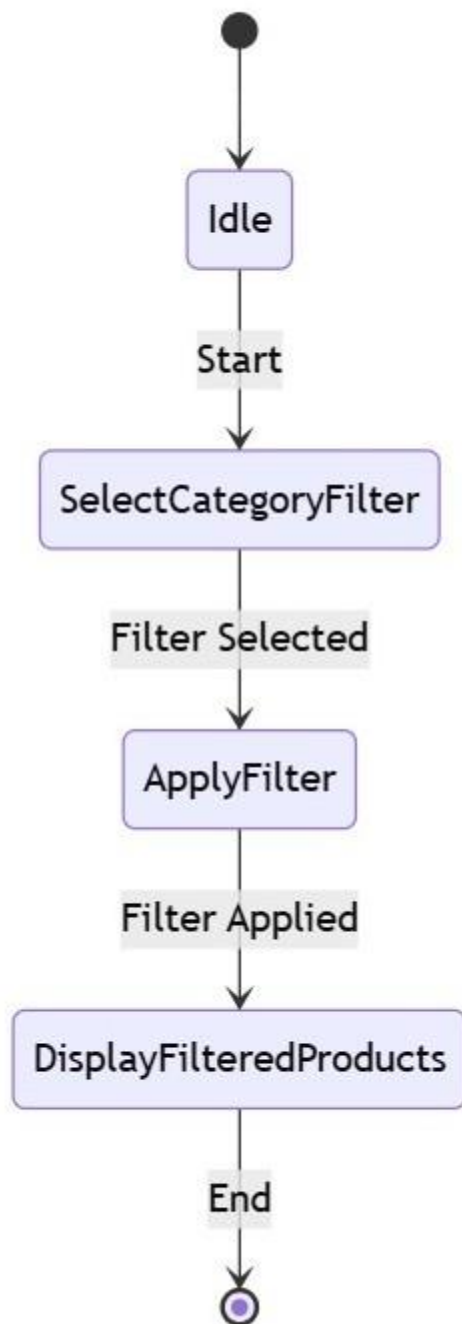 Idle
Start
SelectCategoryFilter
Filter Selected
ApplyFilter
Filter Applied
DisplayFilteredProducts
End